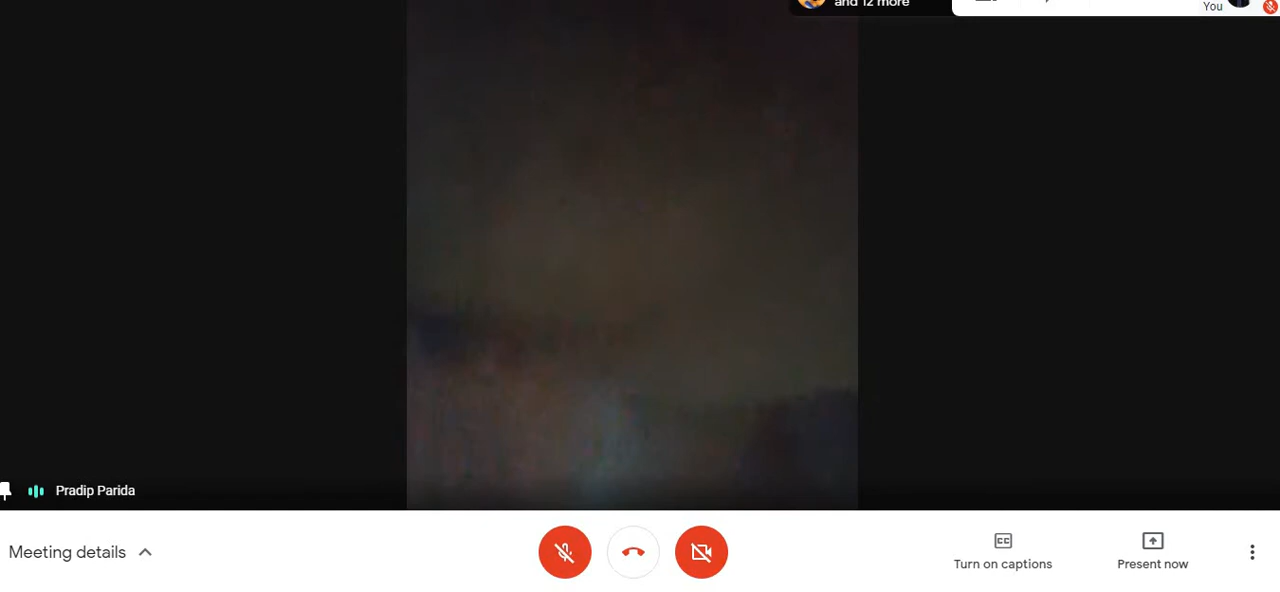 and 12 more
You
Pradip Parida
Meeting details
Turn on captions
Present now